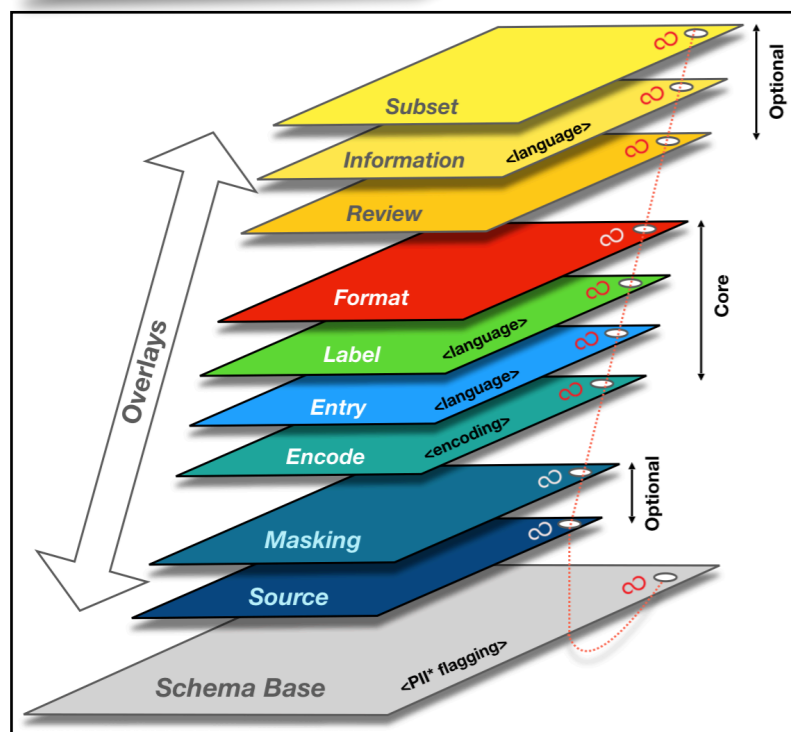 Subset
Optional
Information
<language>
Review
Format
Core
Label
<language>
Entry
<language>
Encode
<encoding>
Overlays
Masking
Optional
Source
Schema Base
<PII* flagging>